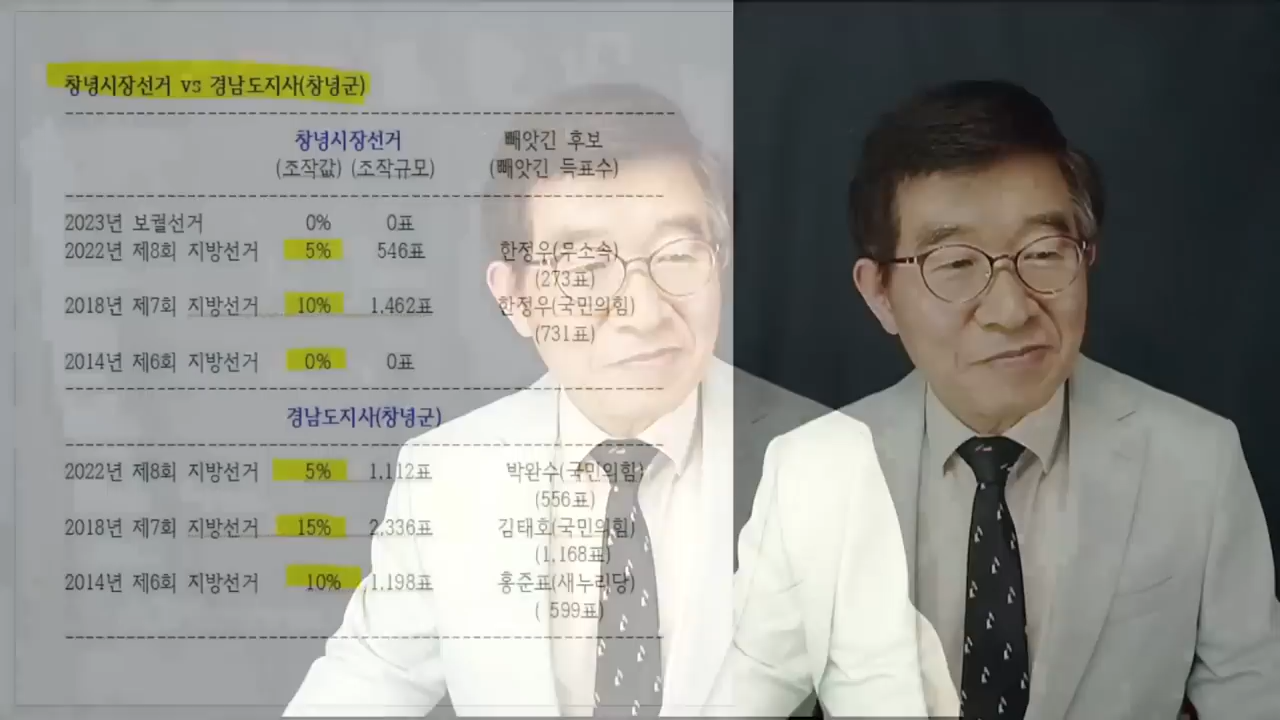 창녕시장선거 vs 경남도지사(창녕군)
창녕시장선거 빼앗긴 후보
(조작값) (조작규모) (빼앗긴 득표수)
2023년 보궐선거 0% 0표
2022년 제8회 지방선거 5% 546표 한정우(무소속)
(273표)
2018년 제7회 지방선거 10% 1,462표 한정우(국민의힘)
(731표)
2014년 제6회 지방선거 0% 0표
경남도지사(창녕군)
2022년 제8회 지방선거 5% 1,112표 박완수(국민의힘)
(556표)
2018년 제7회 지방선거 15% 2,336표 김태호(국민의힘)
(1,168표)
2014년 제6회 지방선거 10% 1,198표 홍준표(새누리당)
( 599표)